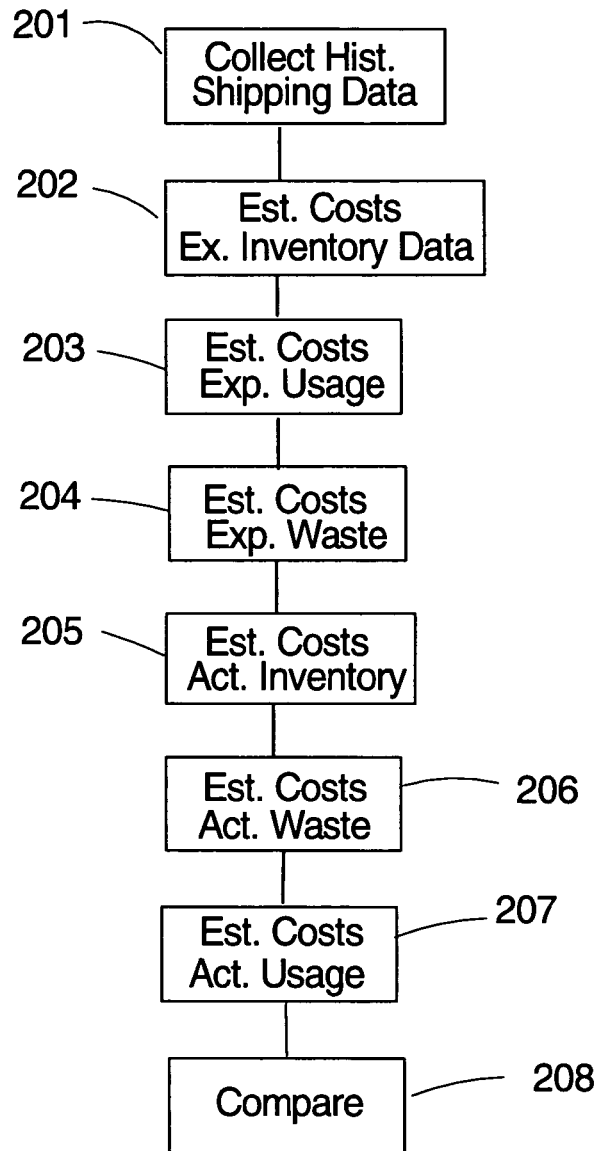 201
Collect Hist.
Shipping Data
202
Est. Costs
Ex. Inventory Data
203
Est. Costs
Exp. Usage
204
Est. Costs
Exp. Waste
205
Est. Costs
Act. Inventory
Est. Costs
Act. Waste
206
Est. Costs
Act. Usage
207
Compare
208